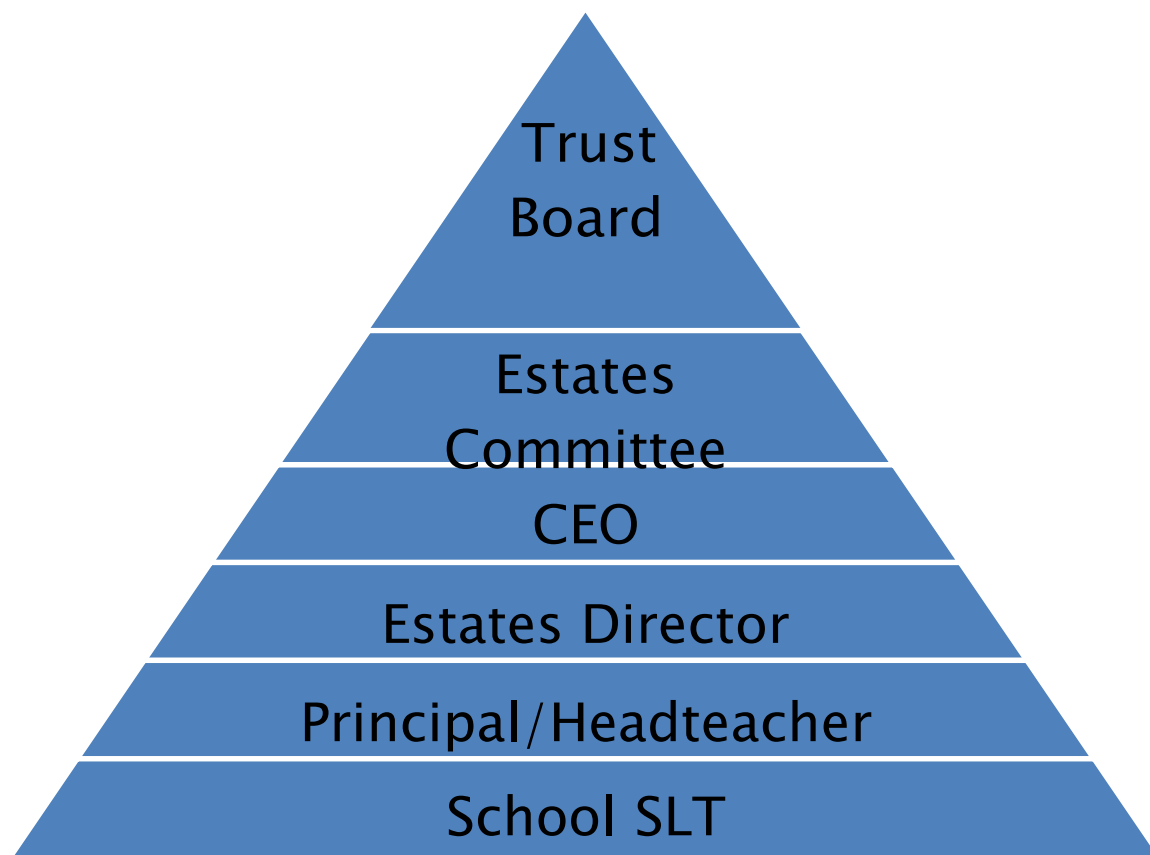 Trust
Board
Estates
Committee
CEO
Estates Director
Principal/Headteacher
School SLT